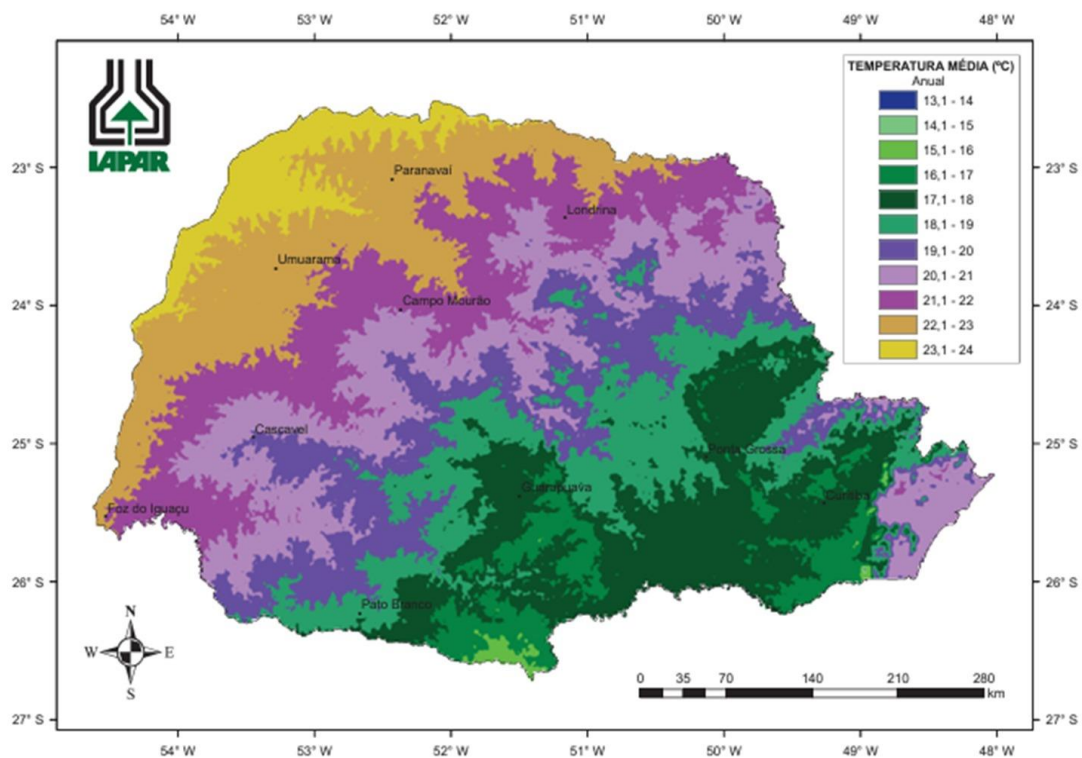 54° W 53° W 52° W 51° W 50° W 49° W 48° W
IAPAR
TEMPERATURA MÉDIA (ºC)
Anual
13,1 - 14
14,1 - 15
15,1 - 16
16,1 - 17
17,1 - 18
18,1 - 19
19,1 - 20
20,1 - 21
21,1 - 22
22,1 - 23
23,1 - 24
23° S 23° S
Paranavaí
Londrina
Umuarama
24° S 24° S
Campo Mourão
Cascavel
25° S 25° S
Ponta Grossa
Guarapuava
Curitiba
Foz do Iguaçu
26° S 26° S
Pato Branco
N
W E
S
0 35 70 140 210 280
km
27° S 27° S
54° W 53° W 52° W 51° W 50° W 49° W 48° W